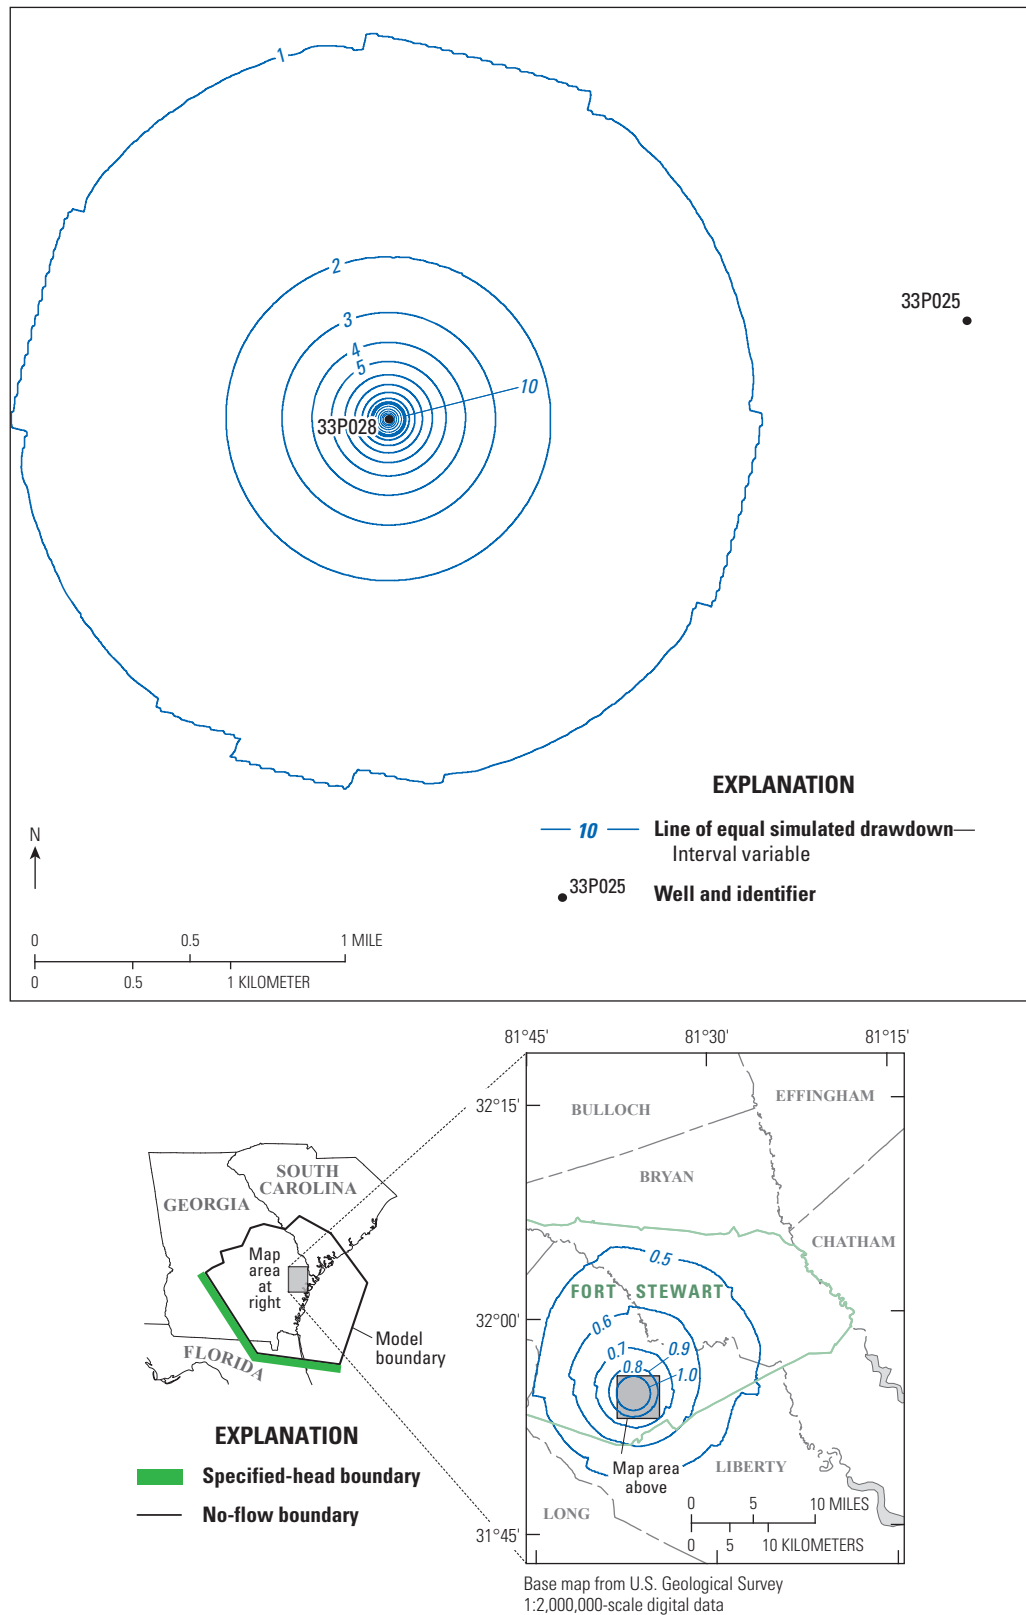 1
2
3
4
5
10
33P028
33P025
EXPLANATION
10 Line of equal simulated drawdown—
Interval variable
33P025 Well and identifier
N
0 0.5 1 MILE
0 0.5 1 KILOMETER
81°45' 81°30' 81°15'
32°15'
32°00'
31°45'
BULLOCH
EFFINGHAM
BRYAN
CHATHAM
FORT STEWART
LIBERTY
LONG
0.5
0.6
0.7
0.8
0.9
1.0
Map area
above
0 5 10 MILES
0 5 10 KILOMETERS
Base map from U.S. Geological Survey
1:2,000,000-scale digital data
SOUTH
CAROLINA
GEORGIA
Map
area
at
right
FLORIDA
Model
boundary
EXPLANATION
Specified-head boundary
No-flow boundary